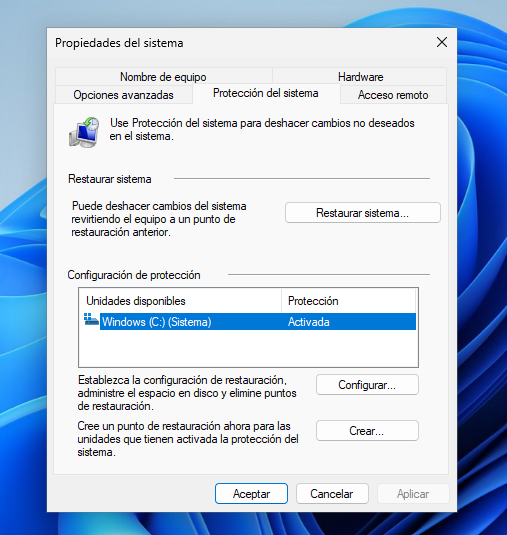 Propiedades del sistema
Nombre de equipo
Hardware
Opciones avanzadas
Protección del sistema
Acceso remoto
Use Protección del sistema para deshacer cambios no deseados
en el sistema.
Restaurar sistema
Puede deshacer cambios del sistema
revirtiendo el equipo a un punto de
restauración anterior.
Restaurar sistema...
Configuración de protección
Unidades disponibles
Protección
Windows (C:) (Sistema)
Activada
Establezca la configuración de restauración,
administre el espacio en disco y elimine puntos
de restauración.
Configurar...
Cree un punto de restauración ahora para las
unidades que tienen activada la protección del
sistema.
Crear...
Aceptar
Cancelar
Aplicar